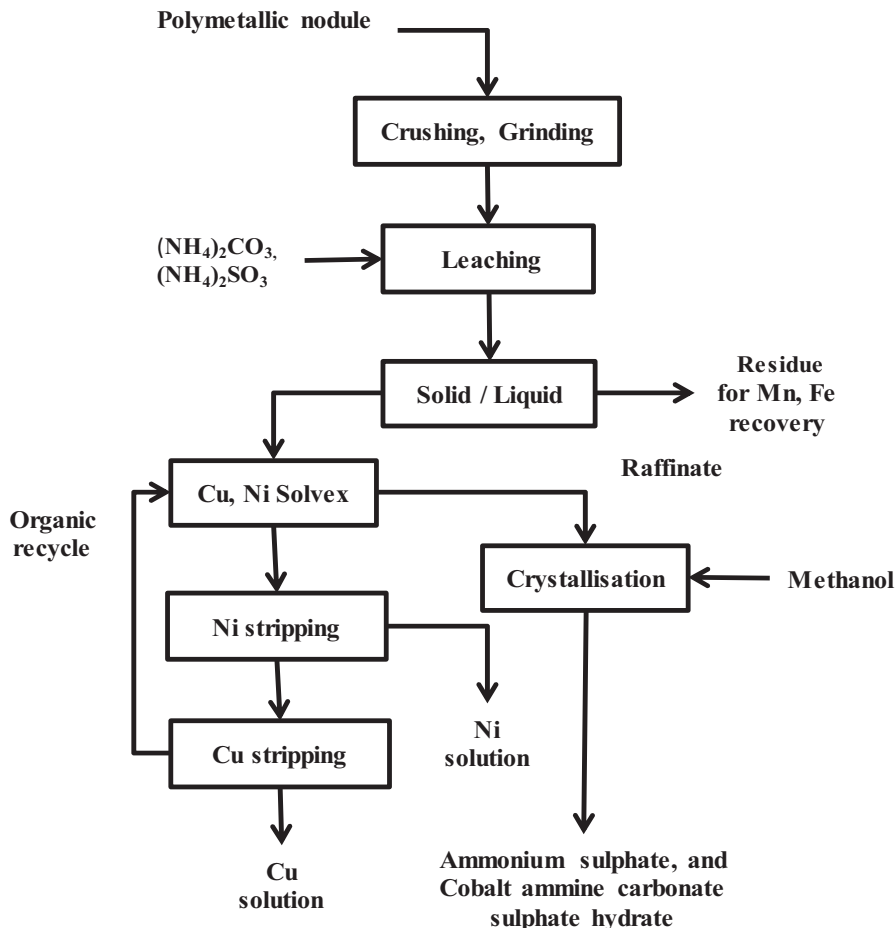 Polymetallic nodule
Crushing, Grinding
(NH₄)₂CO₃,
(NH₄)₂SO₃
Leaching
Solid / Liquid
Residue
for Mn, Fe
recovery
Raffinate
Cu, Ni Solvex
Organic
recycle
Crystallisation
Methanol
Ni stripping
Ni
solution
Cu stripping
Cu
solution
Ammonium sulphate, and
Cobalt ammine carbonate
sulphate hydrate